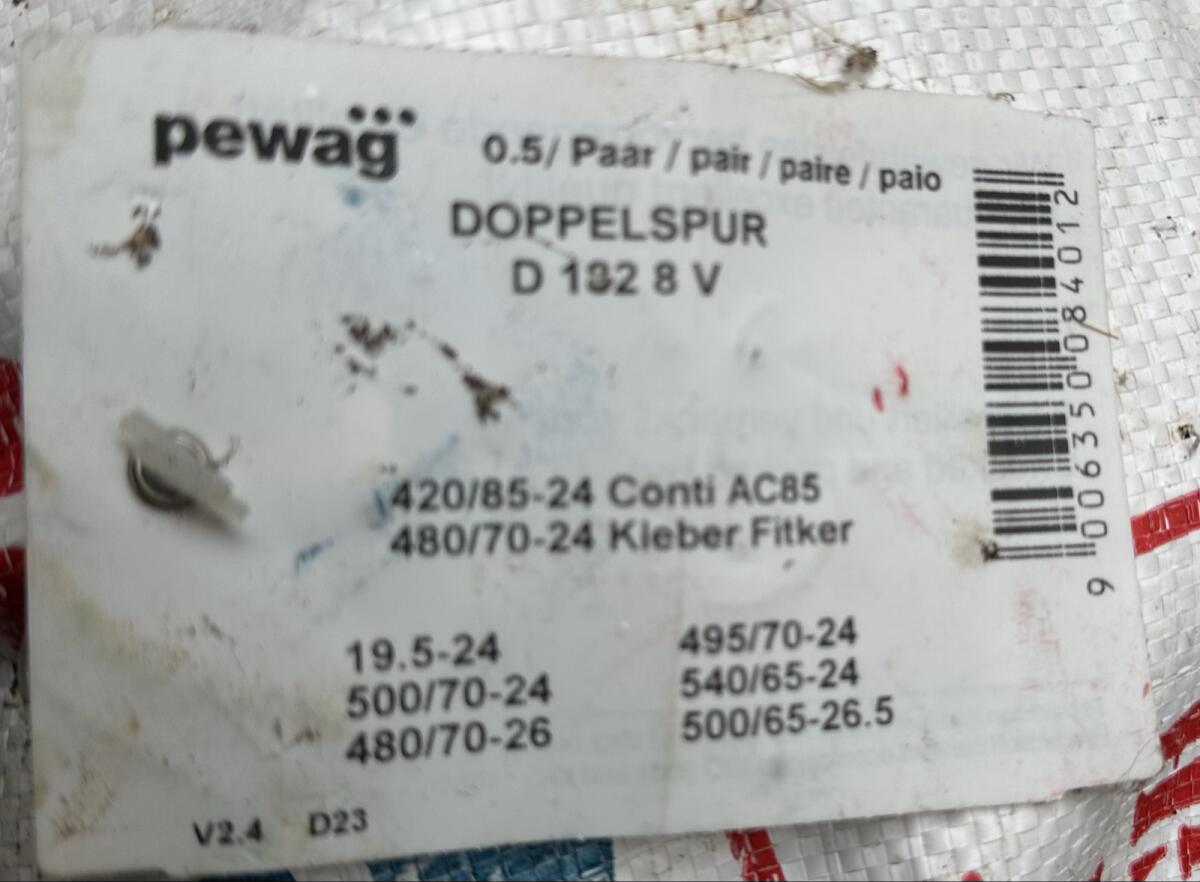 pewag
0.5/ Paar / pair / paire / paio
DOPPELSPUR
D 182 8 V
420/85-24 Conti AC85
480/70-24 Kleber Fitker
19.5-24
500/70-24
480/70-26
495/70-24
540/65-24
500/65-26.5
V2.4 D23
9 006350 084012